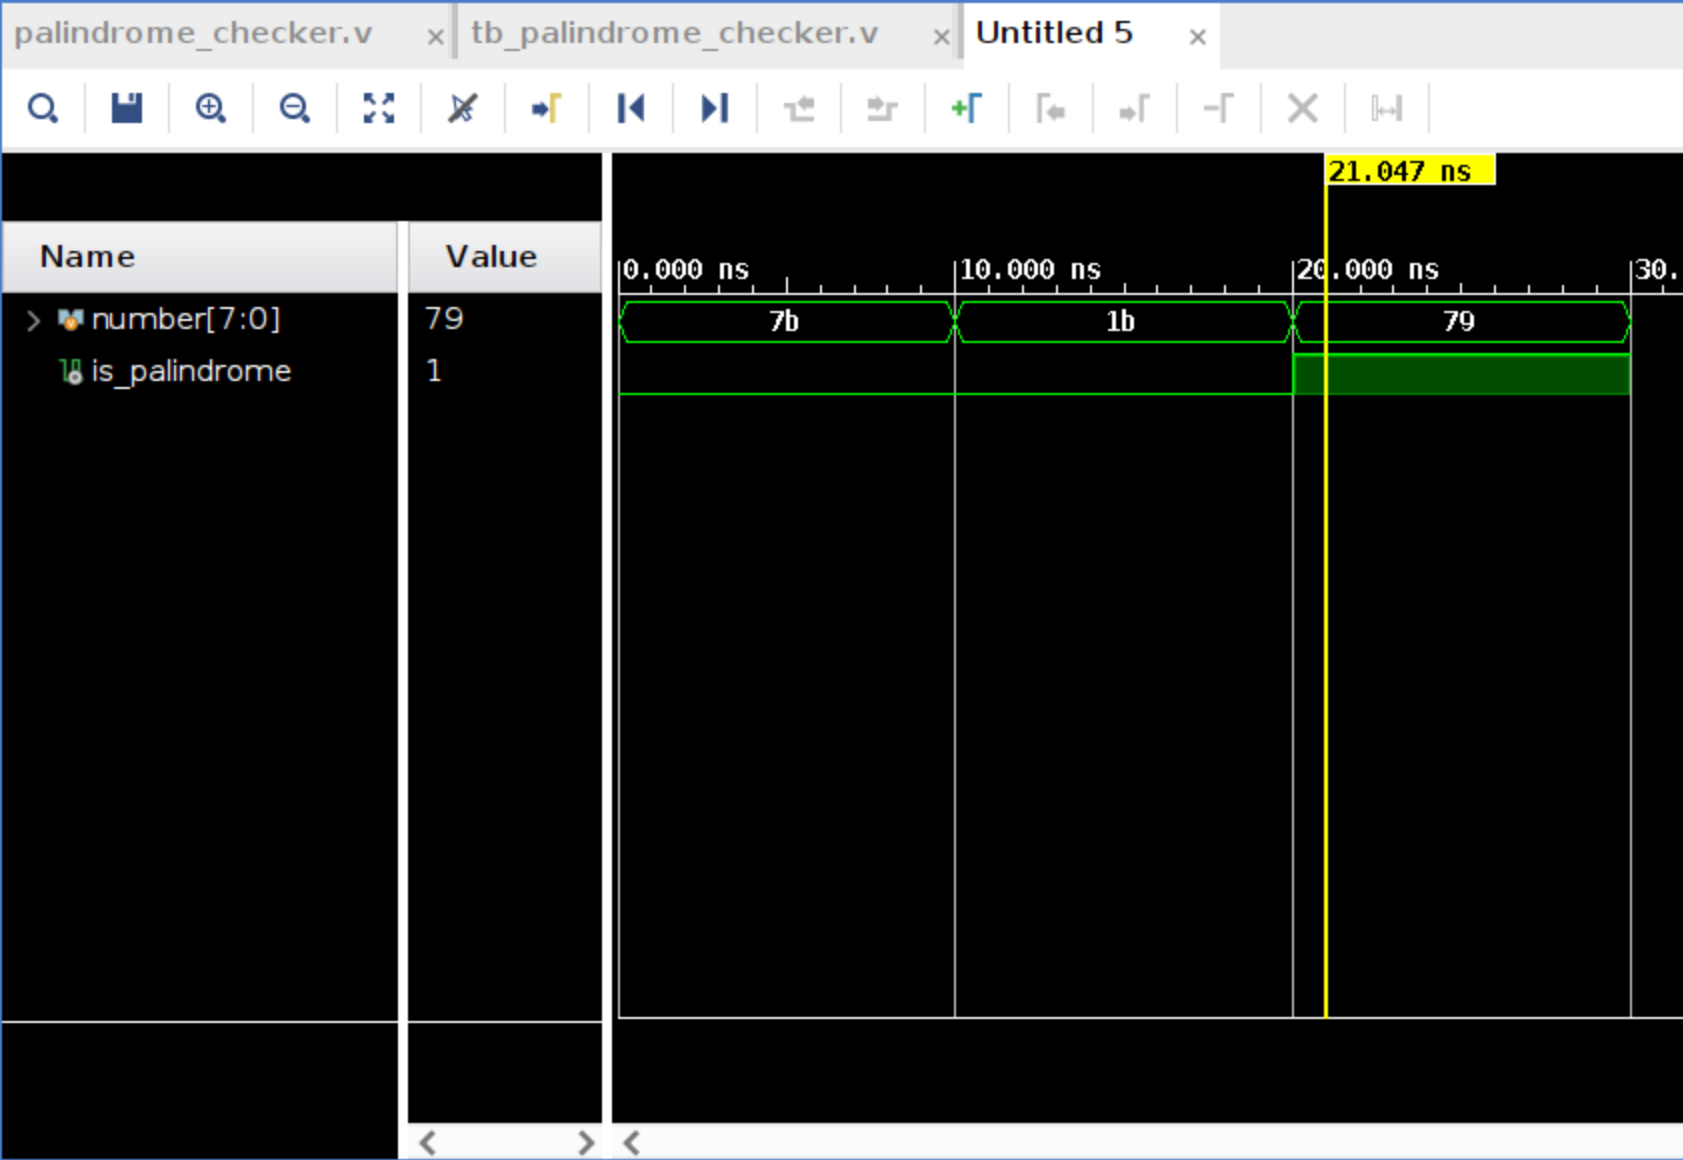 palindrome_checker.v × tb_palindrome_checker.v × Untitled 5 ×
21.047 ns
Name Value
0.000 ns 10.000 ns 20.000 ns 30.
number[7:0] 79 7b 1b 79
is_palindrome 1